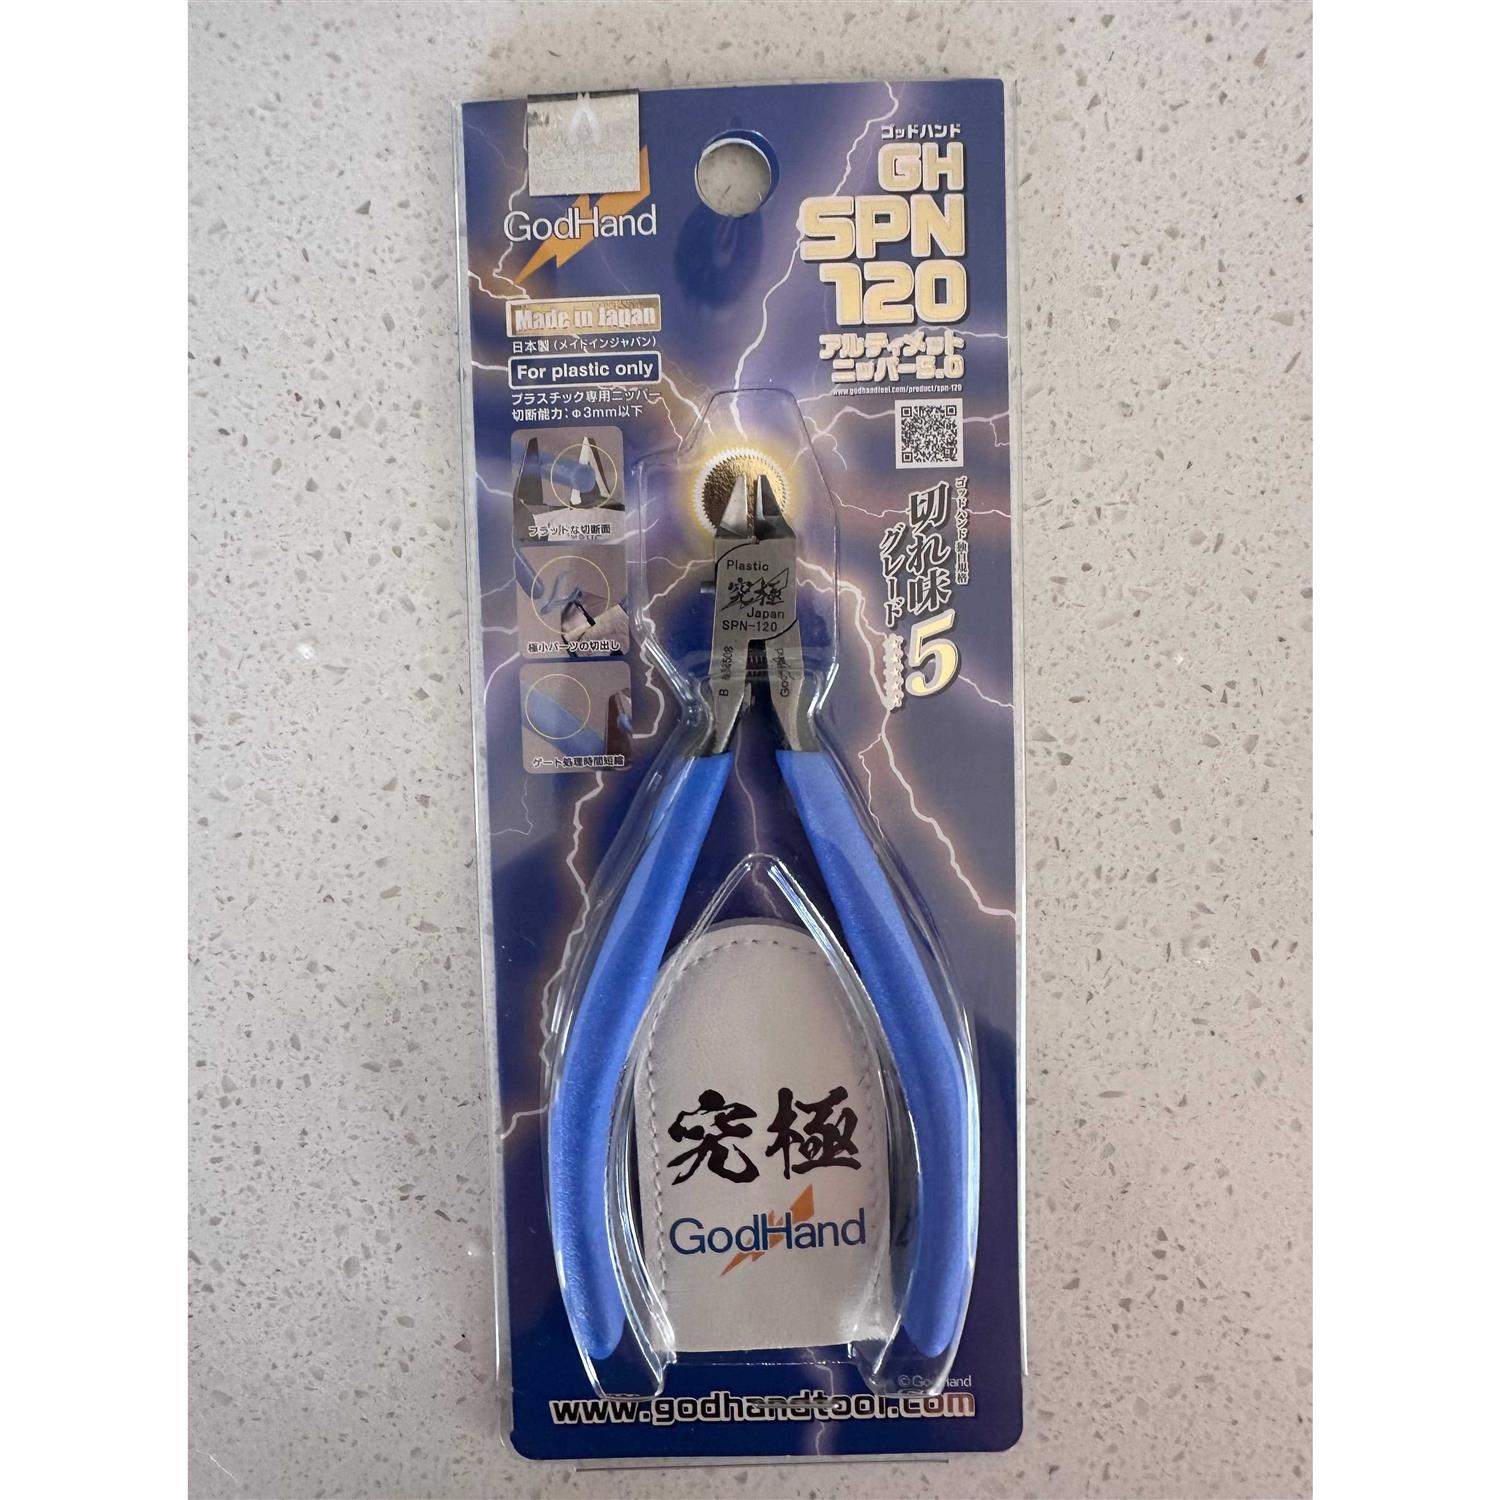 GodHand
Made in Japan
日本製（メイドインジャパン）
For plastic only
プラスチック専用ニッパー
切断能力：φ3mm以下
フラットな切断面
極小パーツの切出し
ゲート処理時間短縮
ゴッドハンド
GH
SPN
120
アルティメット
ニッパー5.0
www.godhandtool.com/product/spn-120
ゴッドハンド独自規格
切れ味
グレード
5
★★★★★
Plastic
究極
Japan
SPN-120
B
GodHand
究極
GodHand
© GodHand
www.godhandtool.com